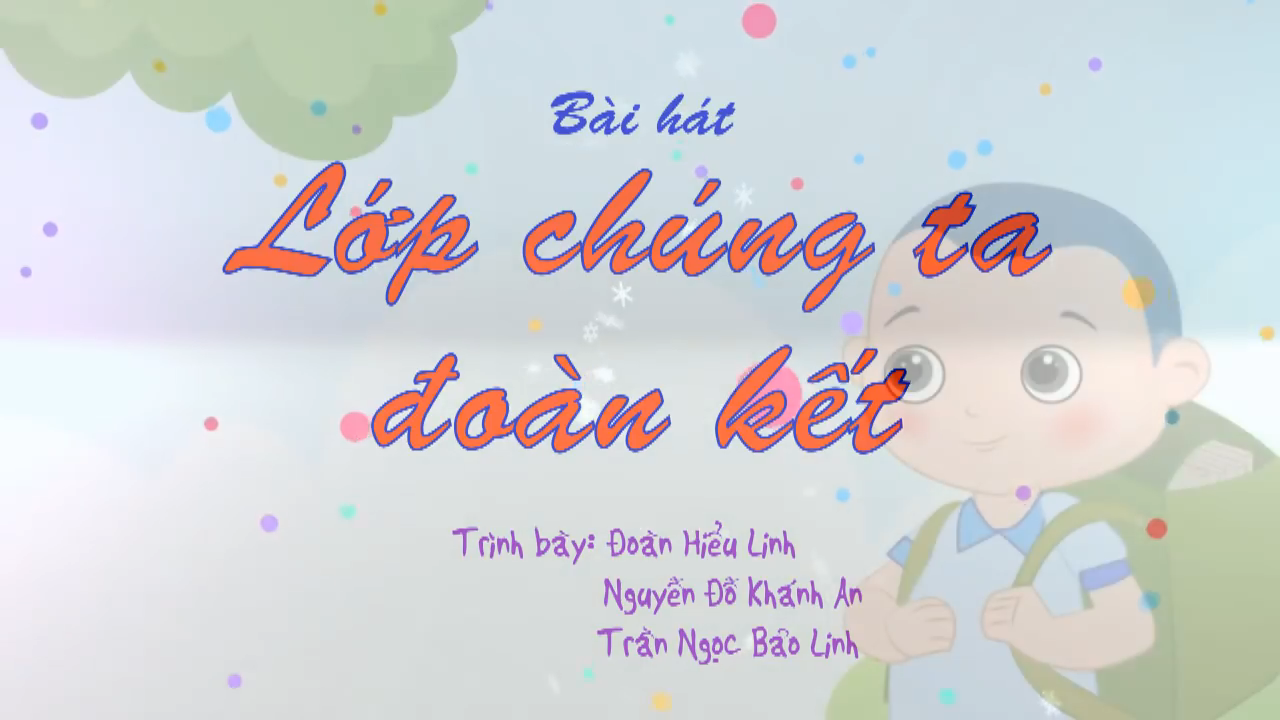 Bài hát
Lớp chúng ta
đoàn kết
Trình bày: Đoàn Hiểu Linh
Nguyễn Đỗ Khánh An
Trần Ngọc Bảo Linh